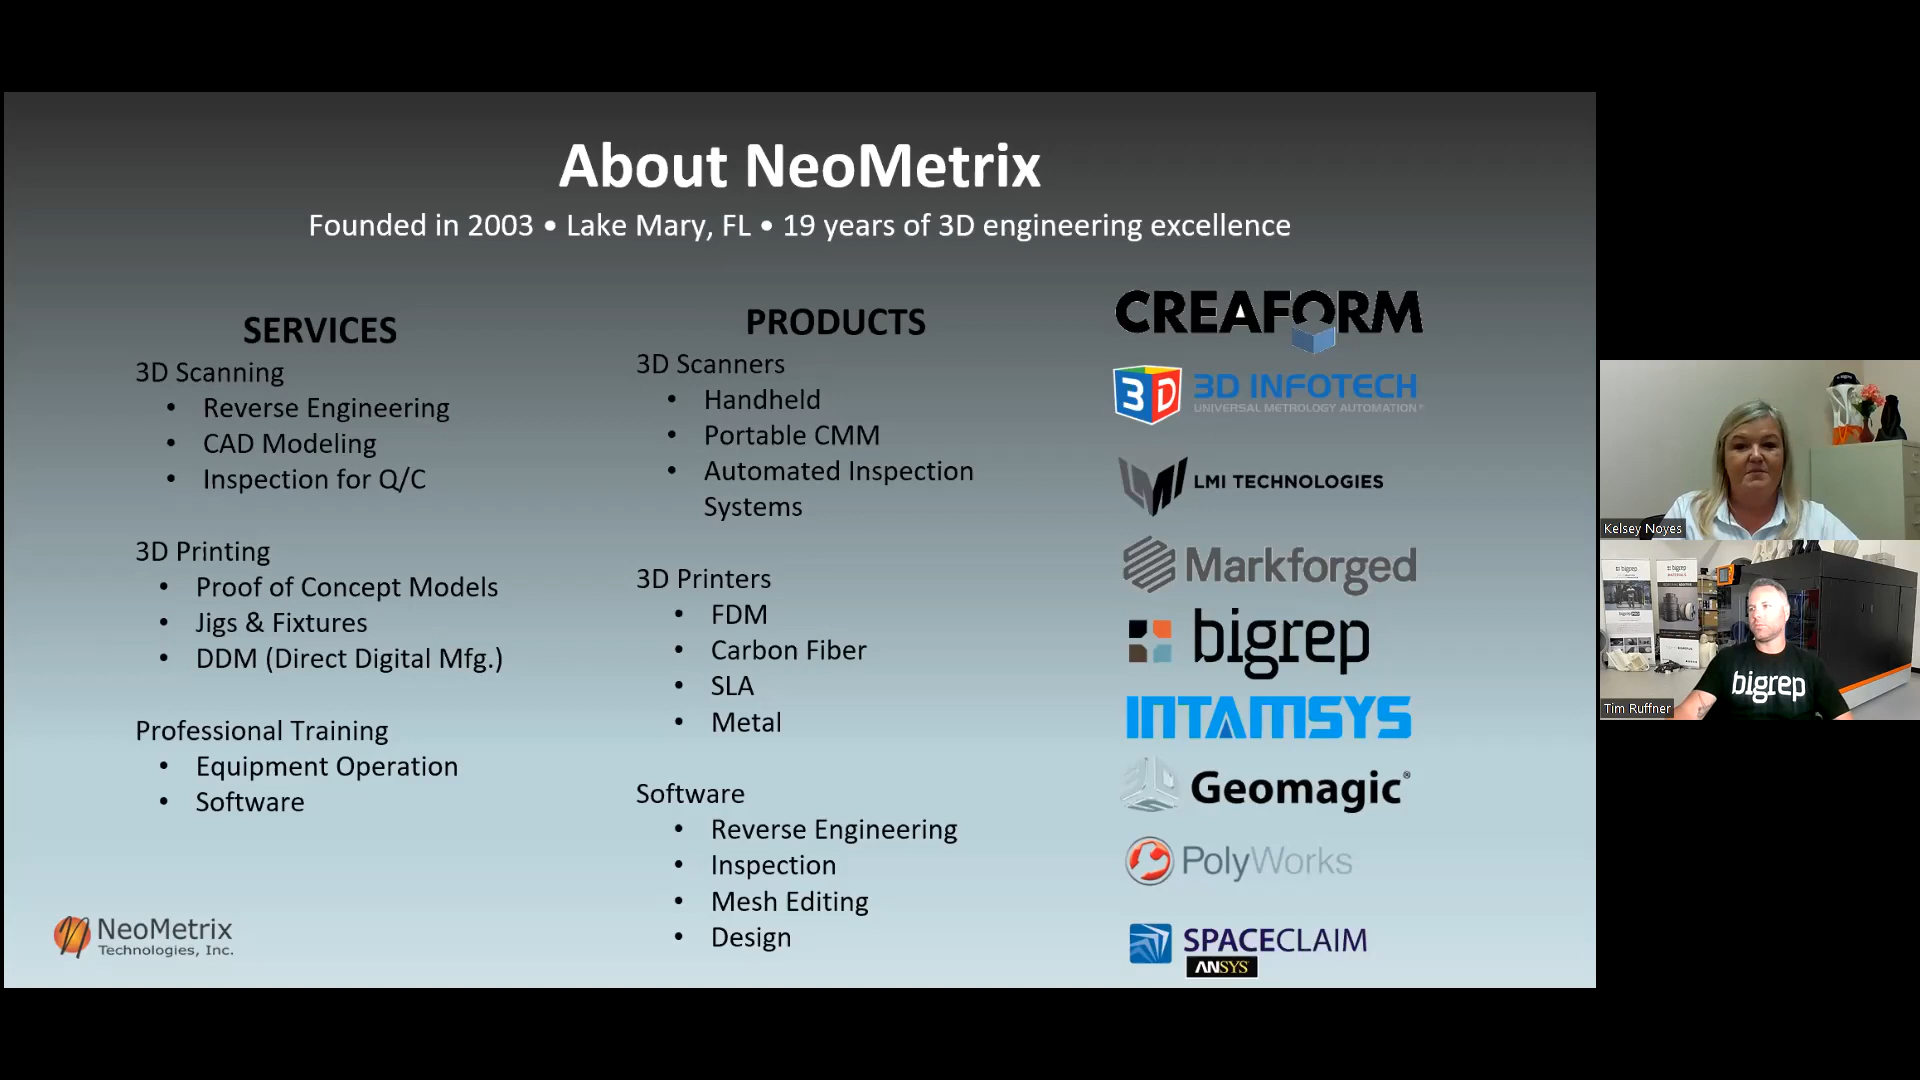 About NeoMetrix
Founded in 2003 • Lake Mary, FL • 19 years of 3D engineering excellence
SERVICES
3D Scanning
• Reverse Engineering
• CAD Modeling
• Inspection for Q/C
3D Printing
• Proof of Concept Models
• Jigs & Fixtures
• DDM (Direct Digital Mfg.)
Professional Training
• Equipment Operation
• Software
PRODUCTS
3D Scanners
• Handheld
• Portable CMM
• Automated Inspection
Systems
3D Printers
• FDM
• Carbon Fiber
• SLA
• Metal
Software
• Reverse Engineering
• Inspection
• Mesh Editing
• Design
CREAFORM
3D 3D INFOTECH
UNIVERSAL METROLOGY AUTOMATION®
LMI TECHNOLOGIES
Markforged
bigrep
INTAMSYS
Geomagic®
PolyWorks
SPACECLAIM
ANSYS
NeoMetrix
Technologies, Inc.
Kelsey Noyes
bigrep
bigrep
bigrep
Tim Ruffner